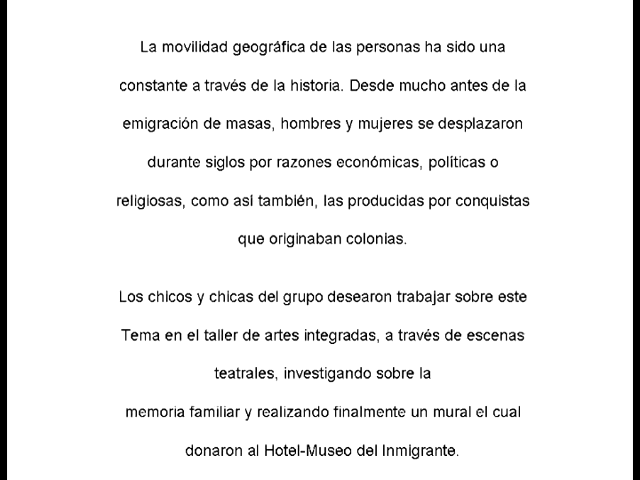 La movilidad geográfica de las personas ha sido una
constante a través de la historia. Desde mucho antes de la
emigración de masas, hombres y mujeres se desplazaron
durante siglos por razones económicas, políticas o
religiosas, como así también, las producidas por conquistas
que originaban colonias.
Los chicos y chicas del grupo desearon trabajar sobre este
Tema en el taller de artes integradas, a través de escenas
teatrales, investigando sobre la
memoria familiar y realizando finalmente un mural el cual
donaron al Hotel-Museo del Inmigrante.